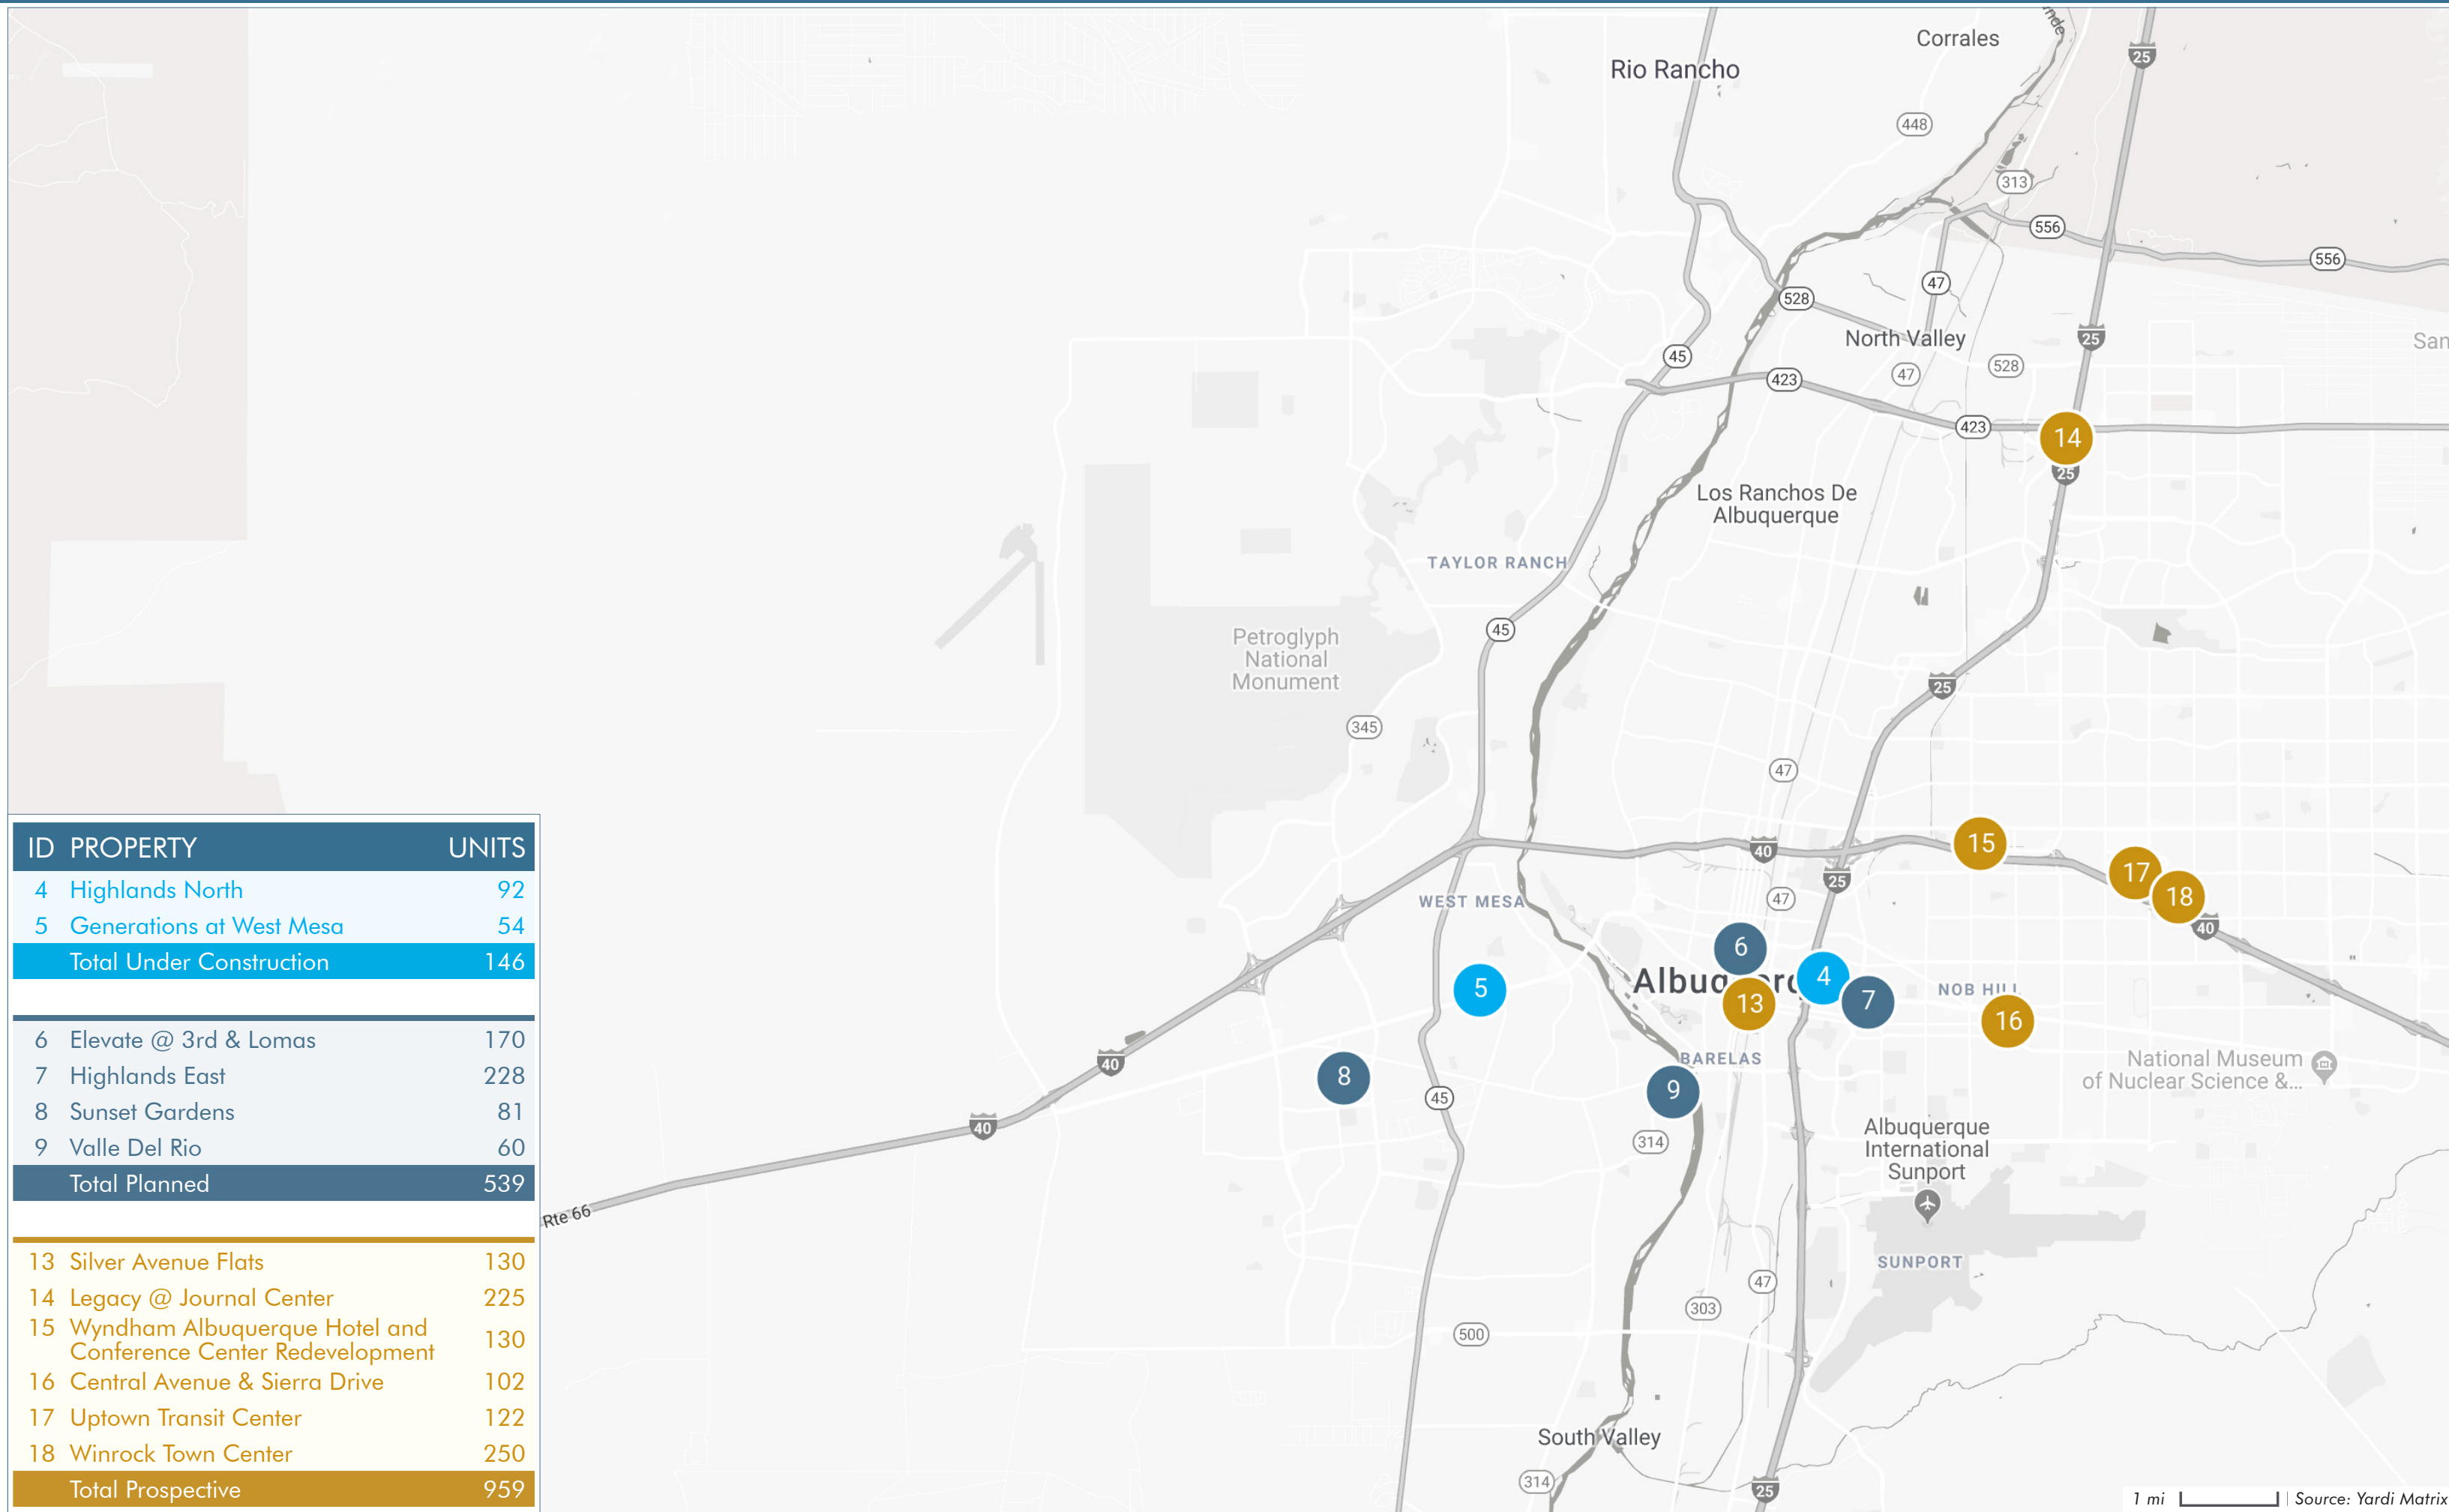 Corrales
Rio Rancho
25
448
313
556
556
47
528
North Valley
25
San
45
528
47
423
423
14
25
Los Ranchos De
Albuquerque
TAYLOR RANCH
45
Petroglyph
National
Monument
25
345
47
15
40
17
25
18
WEST MESA
47
40
6
Albuq
4
5
NOB HILL
7
13
16
BARELAS
National Museum
of Nuclear Science &...
40
8
9
45
40
Albuquerque
International
Sunport
314
Rte 66
SUNPORT
47
303
500
South Valley
314
25
ID PROPERTY UNITS
4 Highlands North 92
5 Generations at West Mesa 54
Total Under Construction 146
6 Elevate @ 3rd & Lomas 170
7 Highlands East 228
8 Sunset Gardens 81
9 Valle Del Rio 60
Total Planned 539
13 Silver Avenue Flats 130
14 Legacy @ Journal Center 225
15 Wyndham Albuquerque Hotel and
Conference Center Redevelopment 130
16 Central Avenue & Sierra Drive 102
17 Uptown Transit Center 122
18 Winrock Town Center 250
Total Prospective 959
1 mi | Source: Yardi Matrix